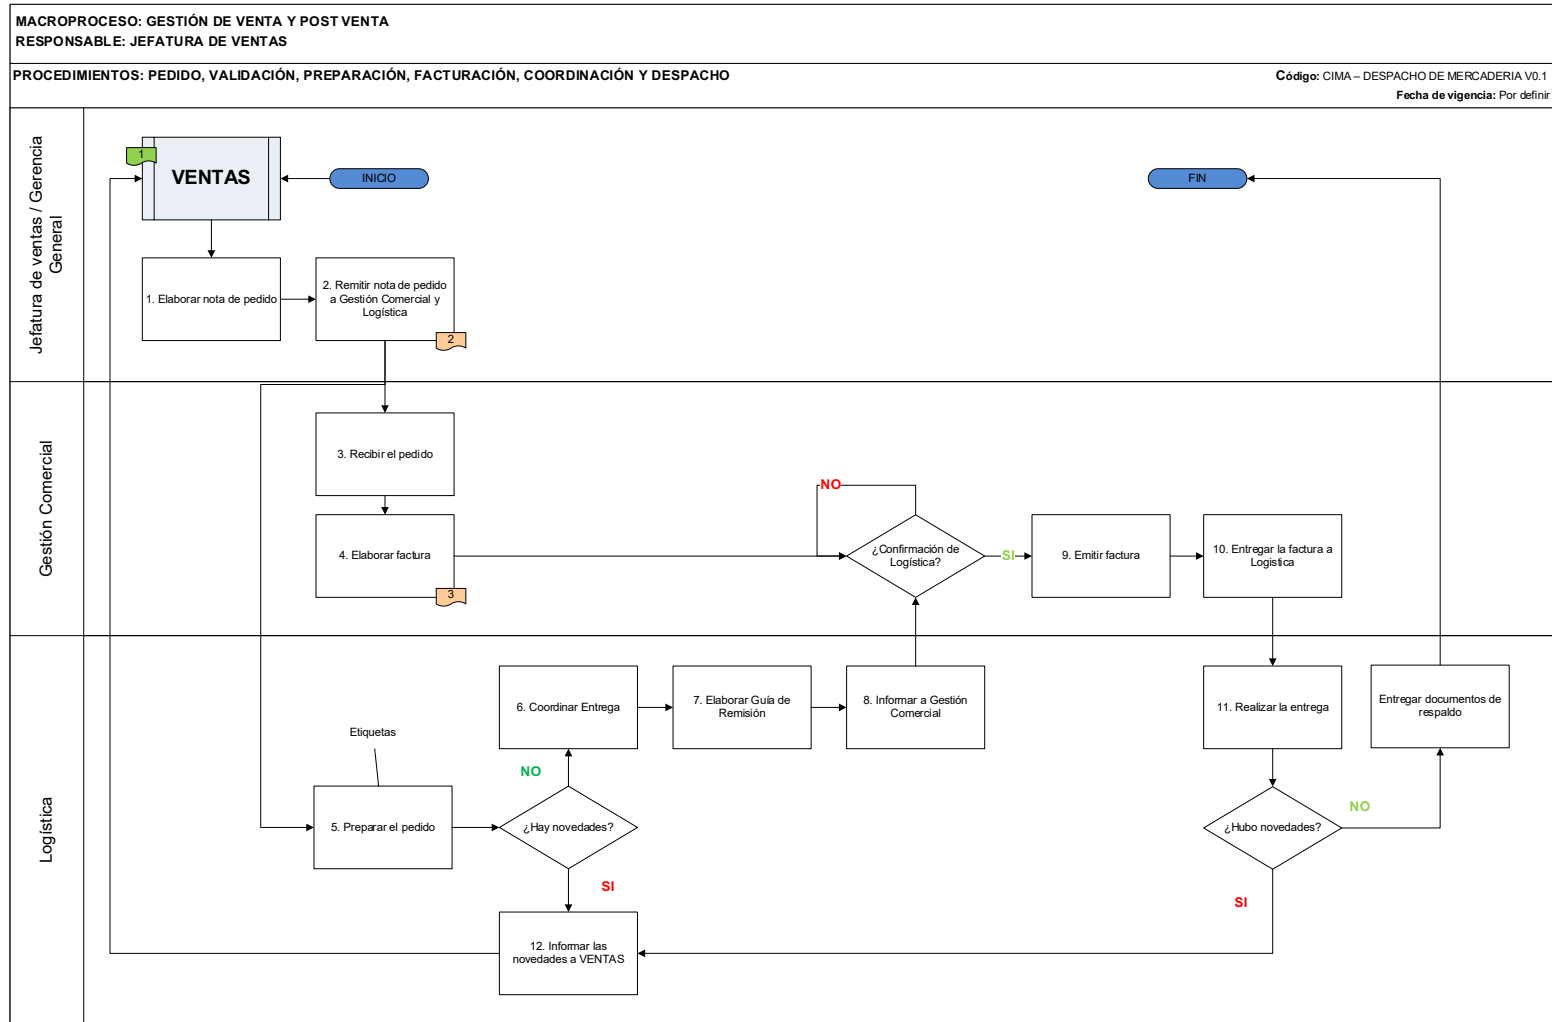 MACROPROCESO: GESTIÓN DE VENTA Y POST VENTA
RESPONSABLE: JEFATURA DE VENTAS
PROCEDIMIENTOS: PEDIDO, VALIDACIÓN, PREPARACIÓN, FACTURACIÓN, COORDINACIÓN Y DESPACHO
Código: CIMA – DESPACHO DE MERCADERIA V0.1
Fecha de vigencia: Por definir
Jefatura de ventas / Gerencia
General
1
VENTAS
INICIO
FIN
1. Elaborar nota de pedido
2. Remitir nota de pedido
a Gestión Comercial y
Logística
2
Gestión Comercial
3. Recibir el pedido
4. Elaborar factura
3
NO
¿Confirmación de
Logística?
SI
9. Emitir factura
10. Entregar la factura a
Logistica
Logística
6. Coordinar Entrega
7. Elaborar Guía de
Remisión
8. Informar a Gestión
Comercial
11. Realizar la entrega
Entregar documentos de
respaldo
Etiquetas
NO
5. Preparar el pedido
¿Hay novedades?
SI
¿Hubo novedades?
NO
SI
12. Informar las
novedades a VENTAS